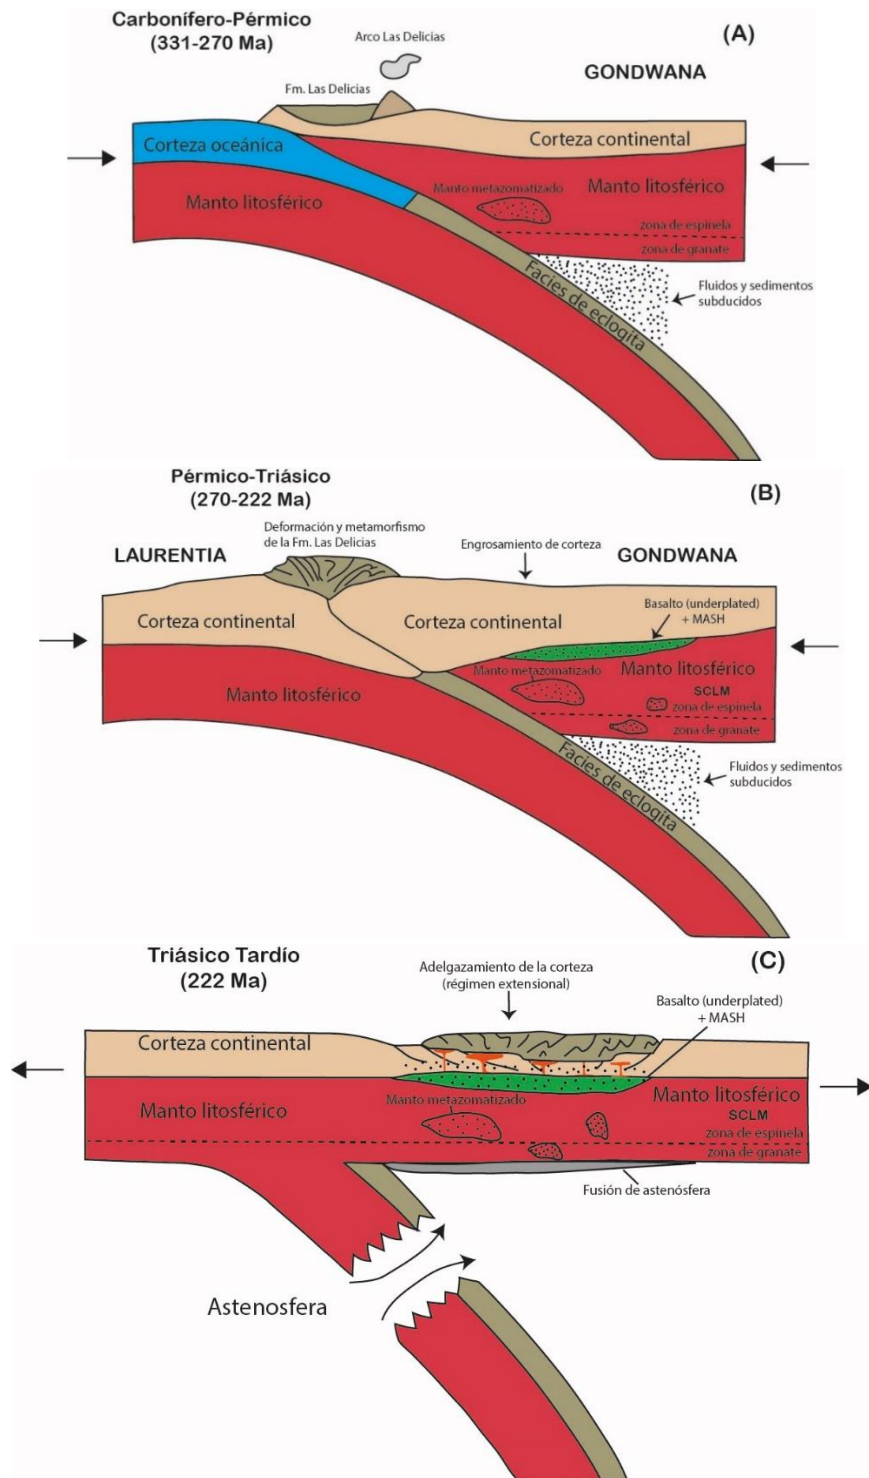 Carbonífero-Pérmico
(331-270 Ma)
(A)
Arco Las Delicias
Fm. Las Delicias
GONDWANA
Corteza oceánica
Corteza continental
Manto litosférico
Manto metazomatizado
Manto litosférico
zona de espinela
zona de granate
Facies de eclogita
Fluidos y sedimentos
subducidos
Pérmico-Triásico
(270-222 Ma)
(B)
Deformación y metamorfismo
de la Fm. Las Delicias
LAURENTIA
Engrosamiento de corteza
GONDWANA
Corteza continental
Corteza continental
Basalto (underplated)
+ MASH
Manto litosférico
Manto metazomatizado
Manto litosférico
SCLM
zona de espinela
zona de granate
Facies de eclogita
Fluidos y sedimentos
subducidos
Triásico Tardío
(222 Ma)
(C)
Adelgazamiento de la corteza
(régimen extensional)
Basalto (underplated)
+ MASH
Corteza continental
Manto litosférico
Manto metazomatizado
Manto litosférico
SCLM
zona de espinela
zona de granate
Fusión de astenósfera
Astenosfera